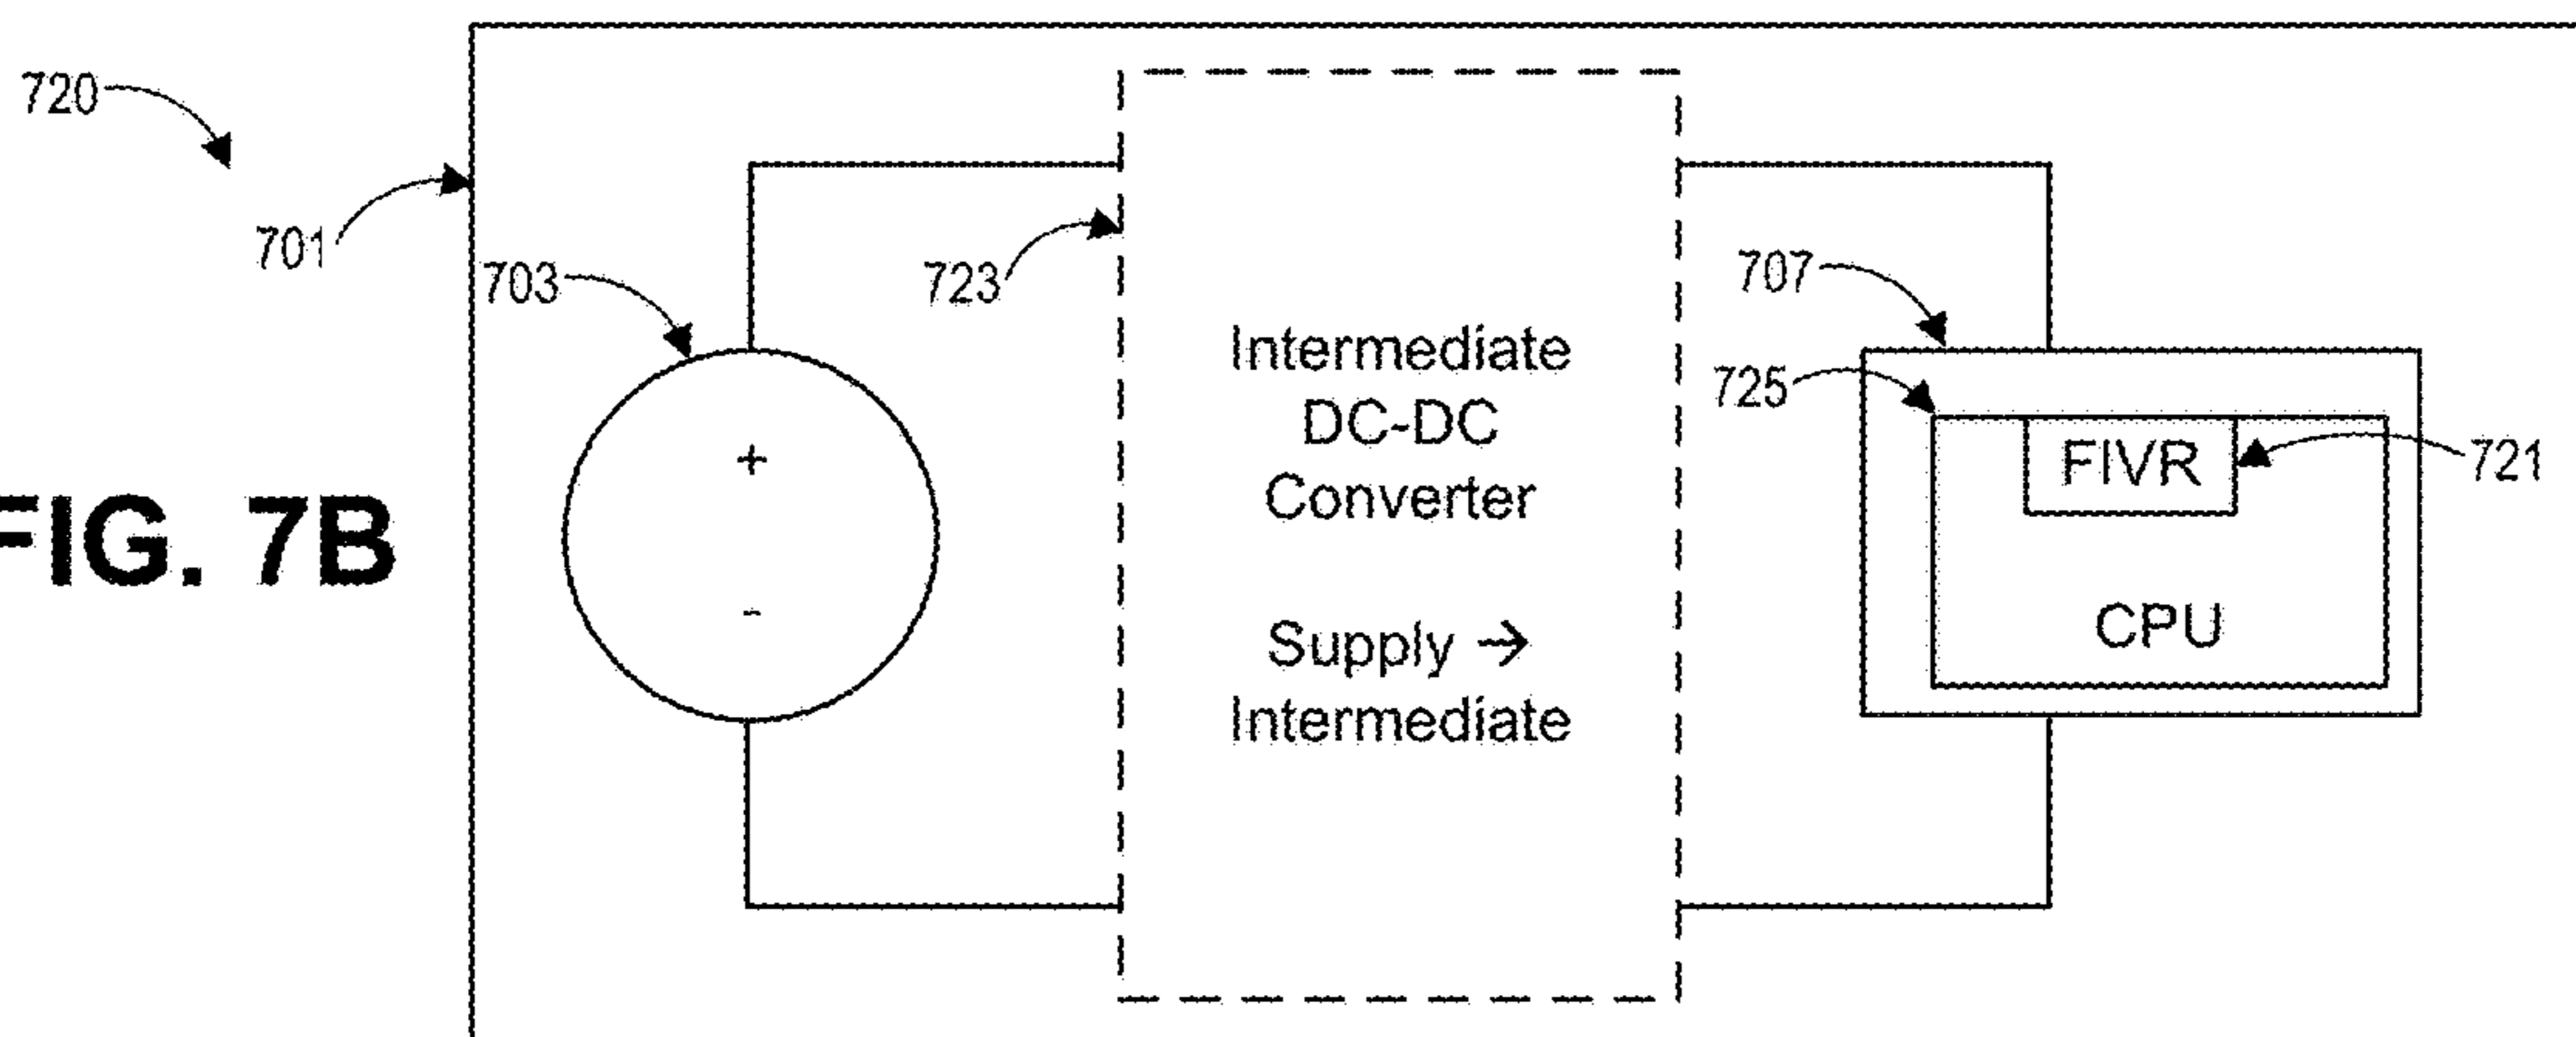 720
701
703
723
707
725
721
Intermediate
DC-DC
Converter
Supply →
Intermediate
+
-
FIVR
CPU
FIG. 7B